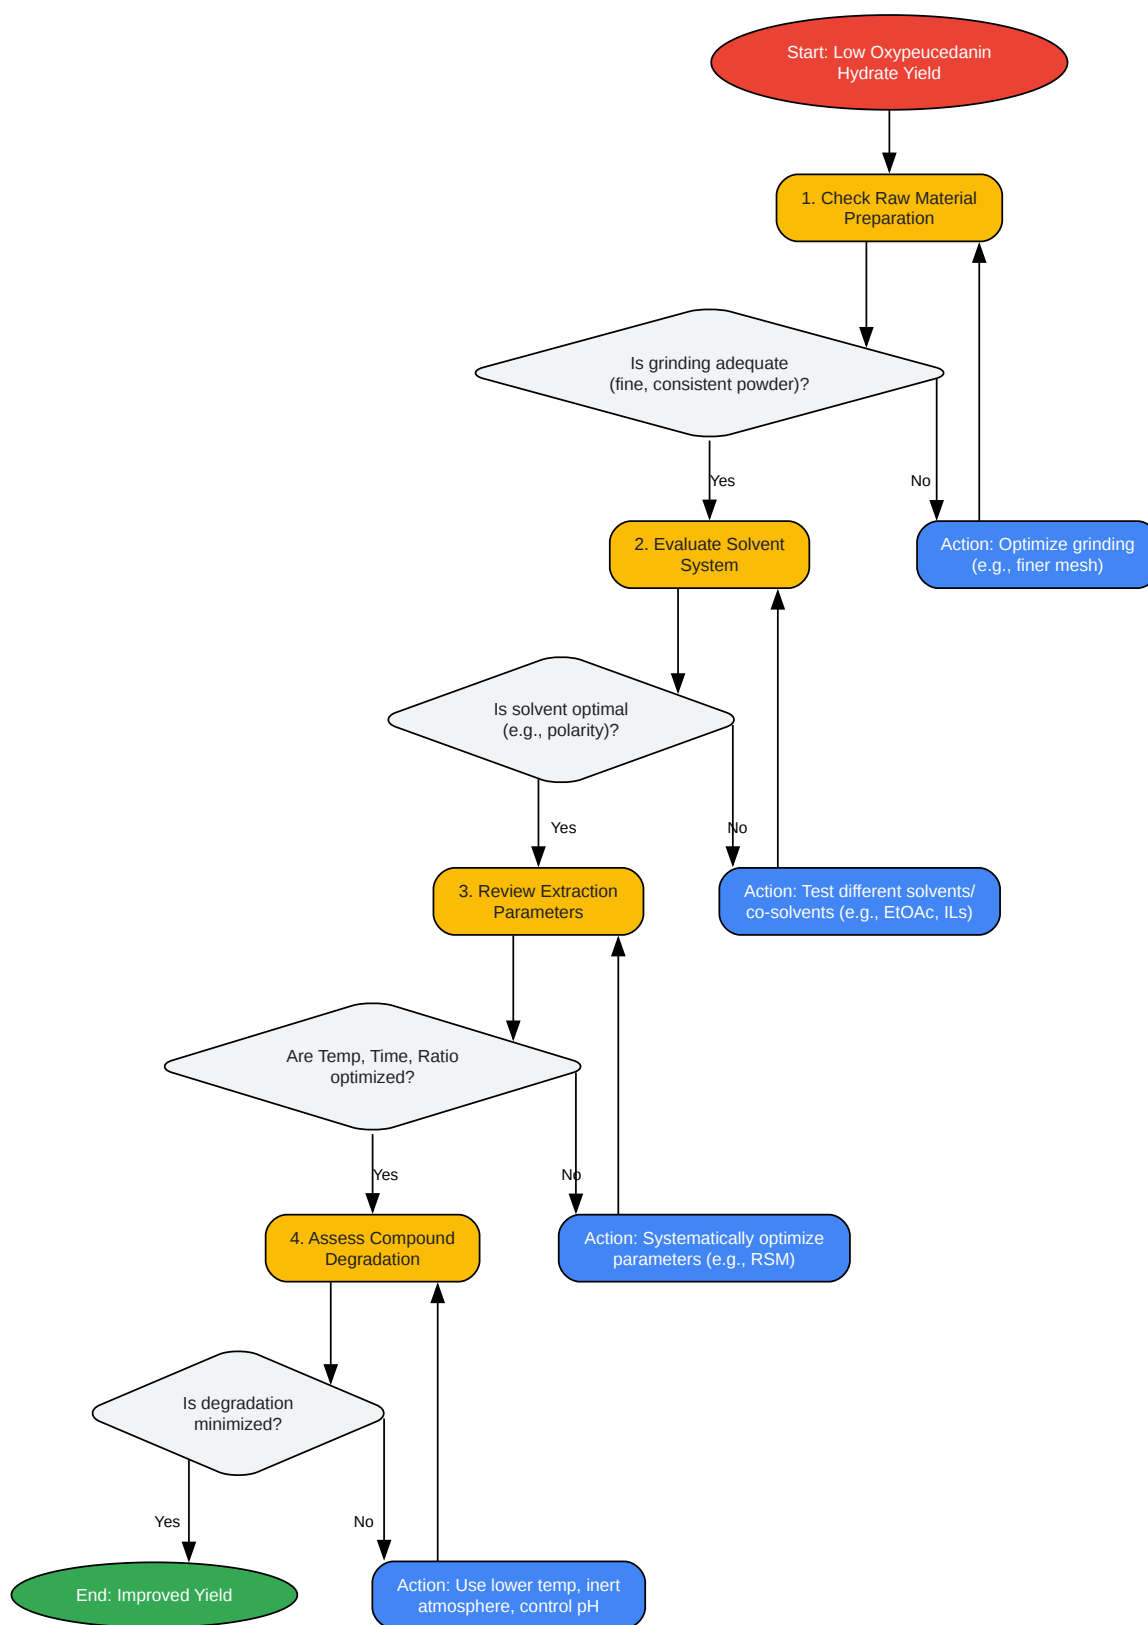 Start: Low Oxypeucedanin
Hydrate Yield
1. Check Raw Material
Preparation
Is grinding adequate
(fine, consistent powder)?
Yes
No
2. Evaluate Solvent
System
Action: Optimize grinding
(e.g., finer mesh)
Is solvent optimal
(e.g., polarity)?
Yes
No
3. Review Extraction
Parameters
Action: Test different solvents/
co-solvents (e.g., EtOAc, ILs)
Are Temp, Time, Ratio
optimized?
Yes
No
4. Assess Compound
Degradation
Action: Systematically optimize
parameters (e.g., RSM)
Is degradation
minimized?
Yes
No
End: Improved Yield
Action: Use lower temp, inert
atmosphere, control pH